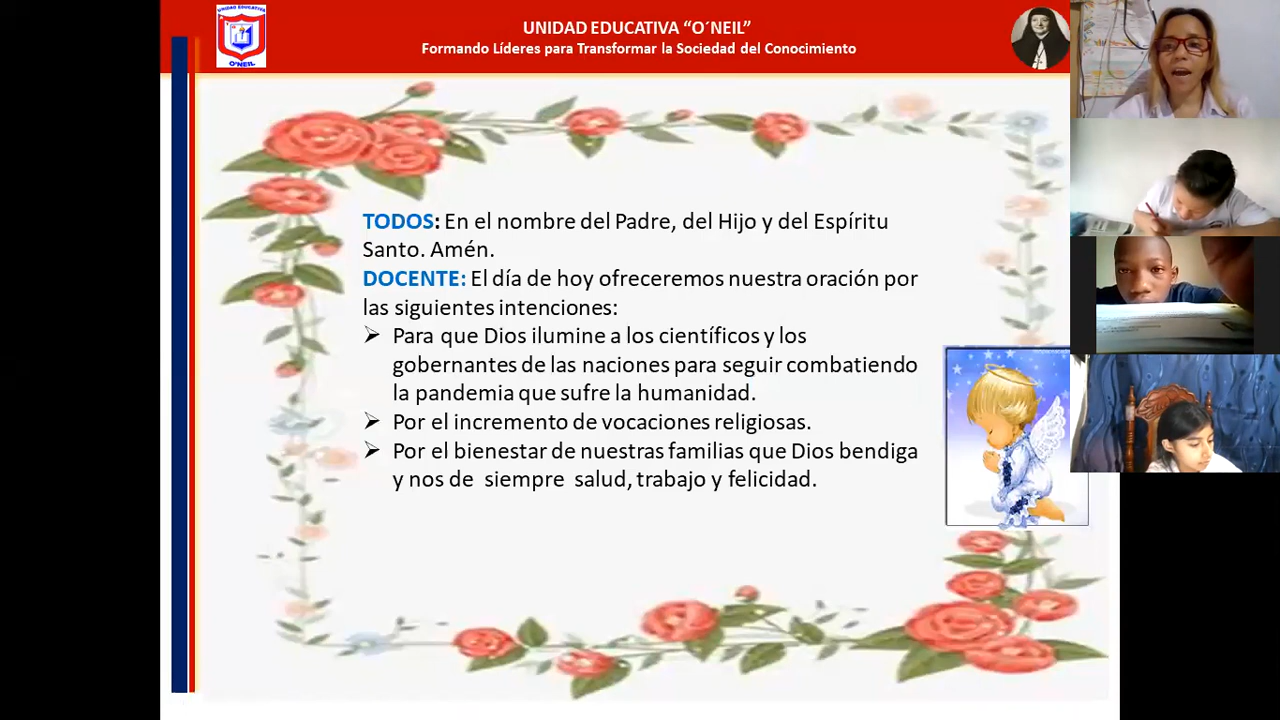 UNIDAD EDUCATIVA
O'NEIL
UNIDAD EDUCATIVA “O´NEIL”
Formando Líderes para Transformar la Sociedad del Conocimiento
TODOS: En el nombre del Padre, del Hijo y del Espíritu
Santo. Amén.
DOCENTE: El día de hoy ofreceremos nuestra oración por
las siguientes intenciones:
➢ Para que Dios ilumine a los científicos y los
gobernantes de las naciones para seguir combatiendo
la pandemia que sufre la humanidad.
➢ Por el incremento de vocaciones religiosas.
➢ Por el bienestar de nuestras familias que Dios bendiga
y nos de siempre salud, trabajo y felicidad.